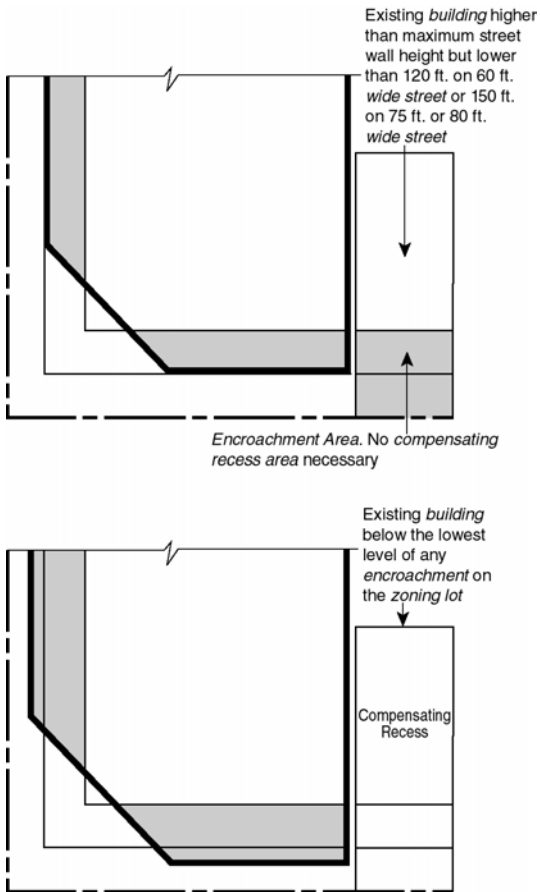 Existing building higher
than maximum street
wall height but lower
than 120 ft. on 60 ft.
wide street or 150 ft.
on 75 ft. or 80 ft.
wide street
Encroachment Area. No compensating
recess area necessary
Existing building
below the lowest
level of any
encroachment on
the zoning lot
Compensating
Recess